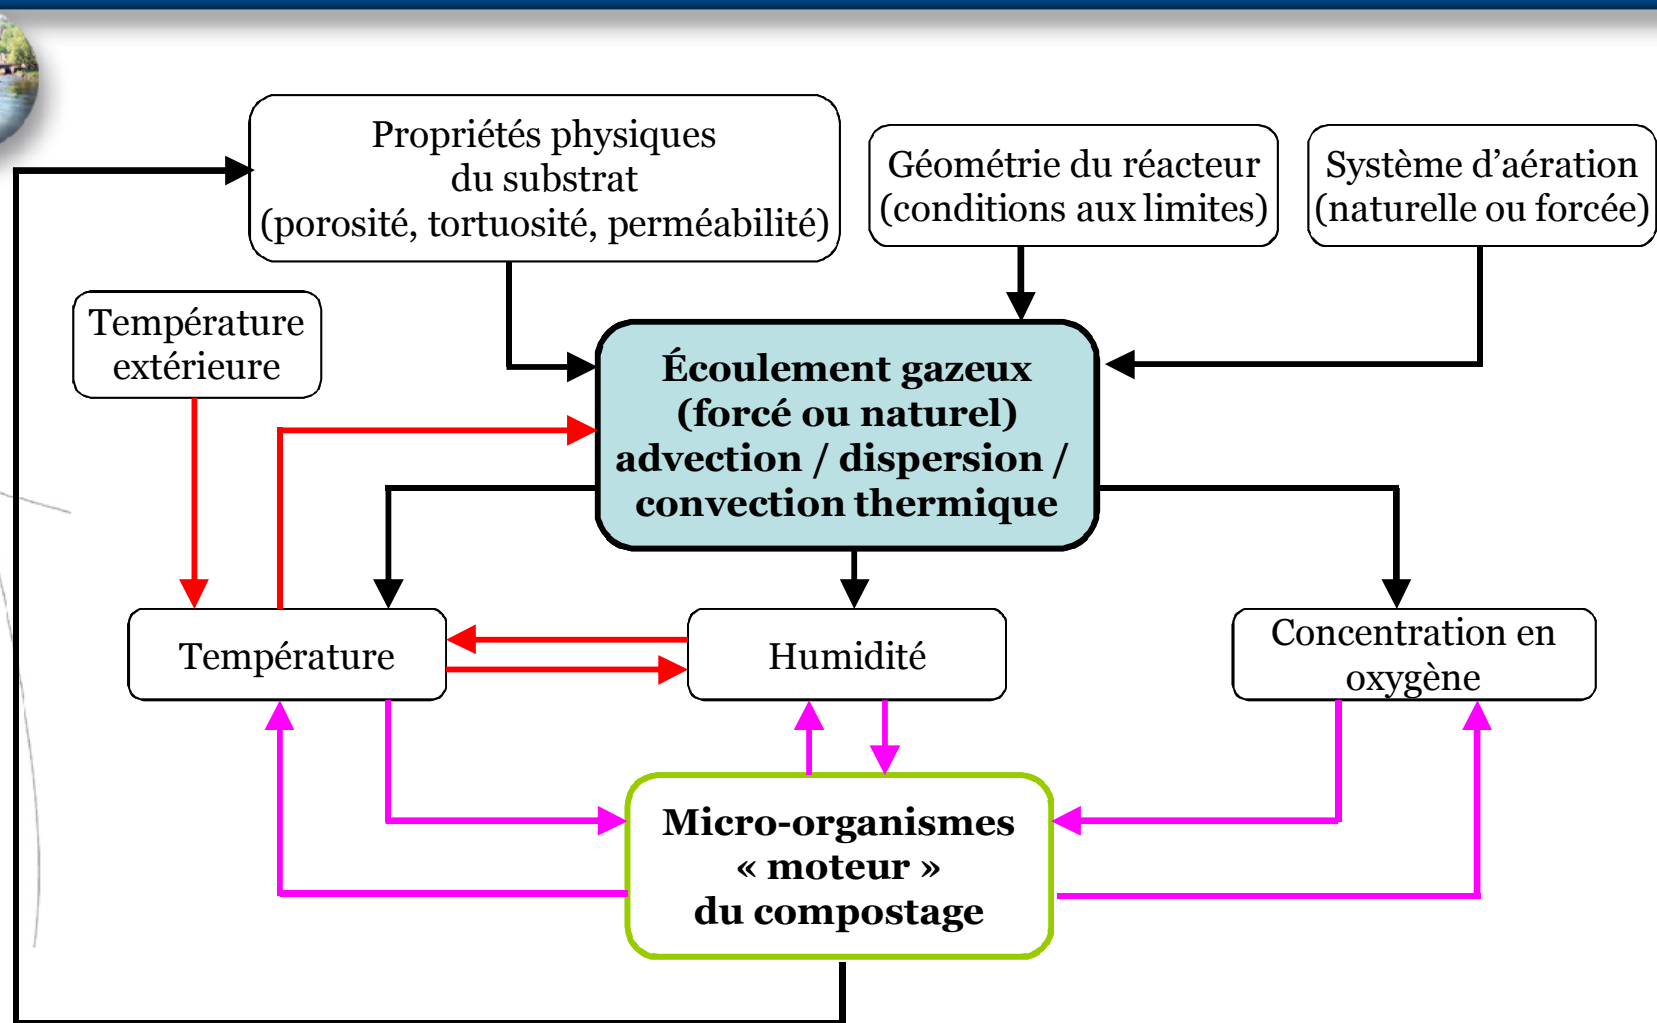 Propriétés physiques
du substrat
(porosité, tortuosité, perméabilité)
Géométrie du réacteur
(conditions aux limites)
Système d’aération
(naturelle ou forcée)
Température
extérieure
Écoulement gazeux
(forcé ou naturel)
advection / dispersion /
convection thermique
Température
Humidité
Concentration en
oxygène
Micro-organismes
« moteur »
du compostage